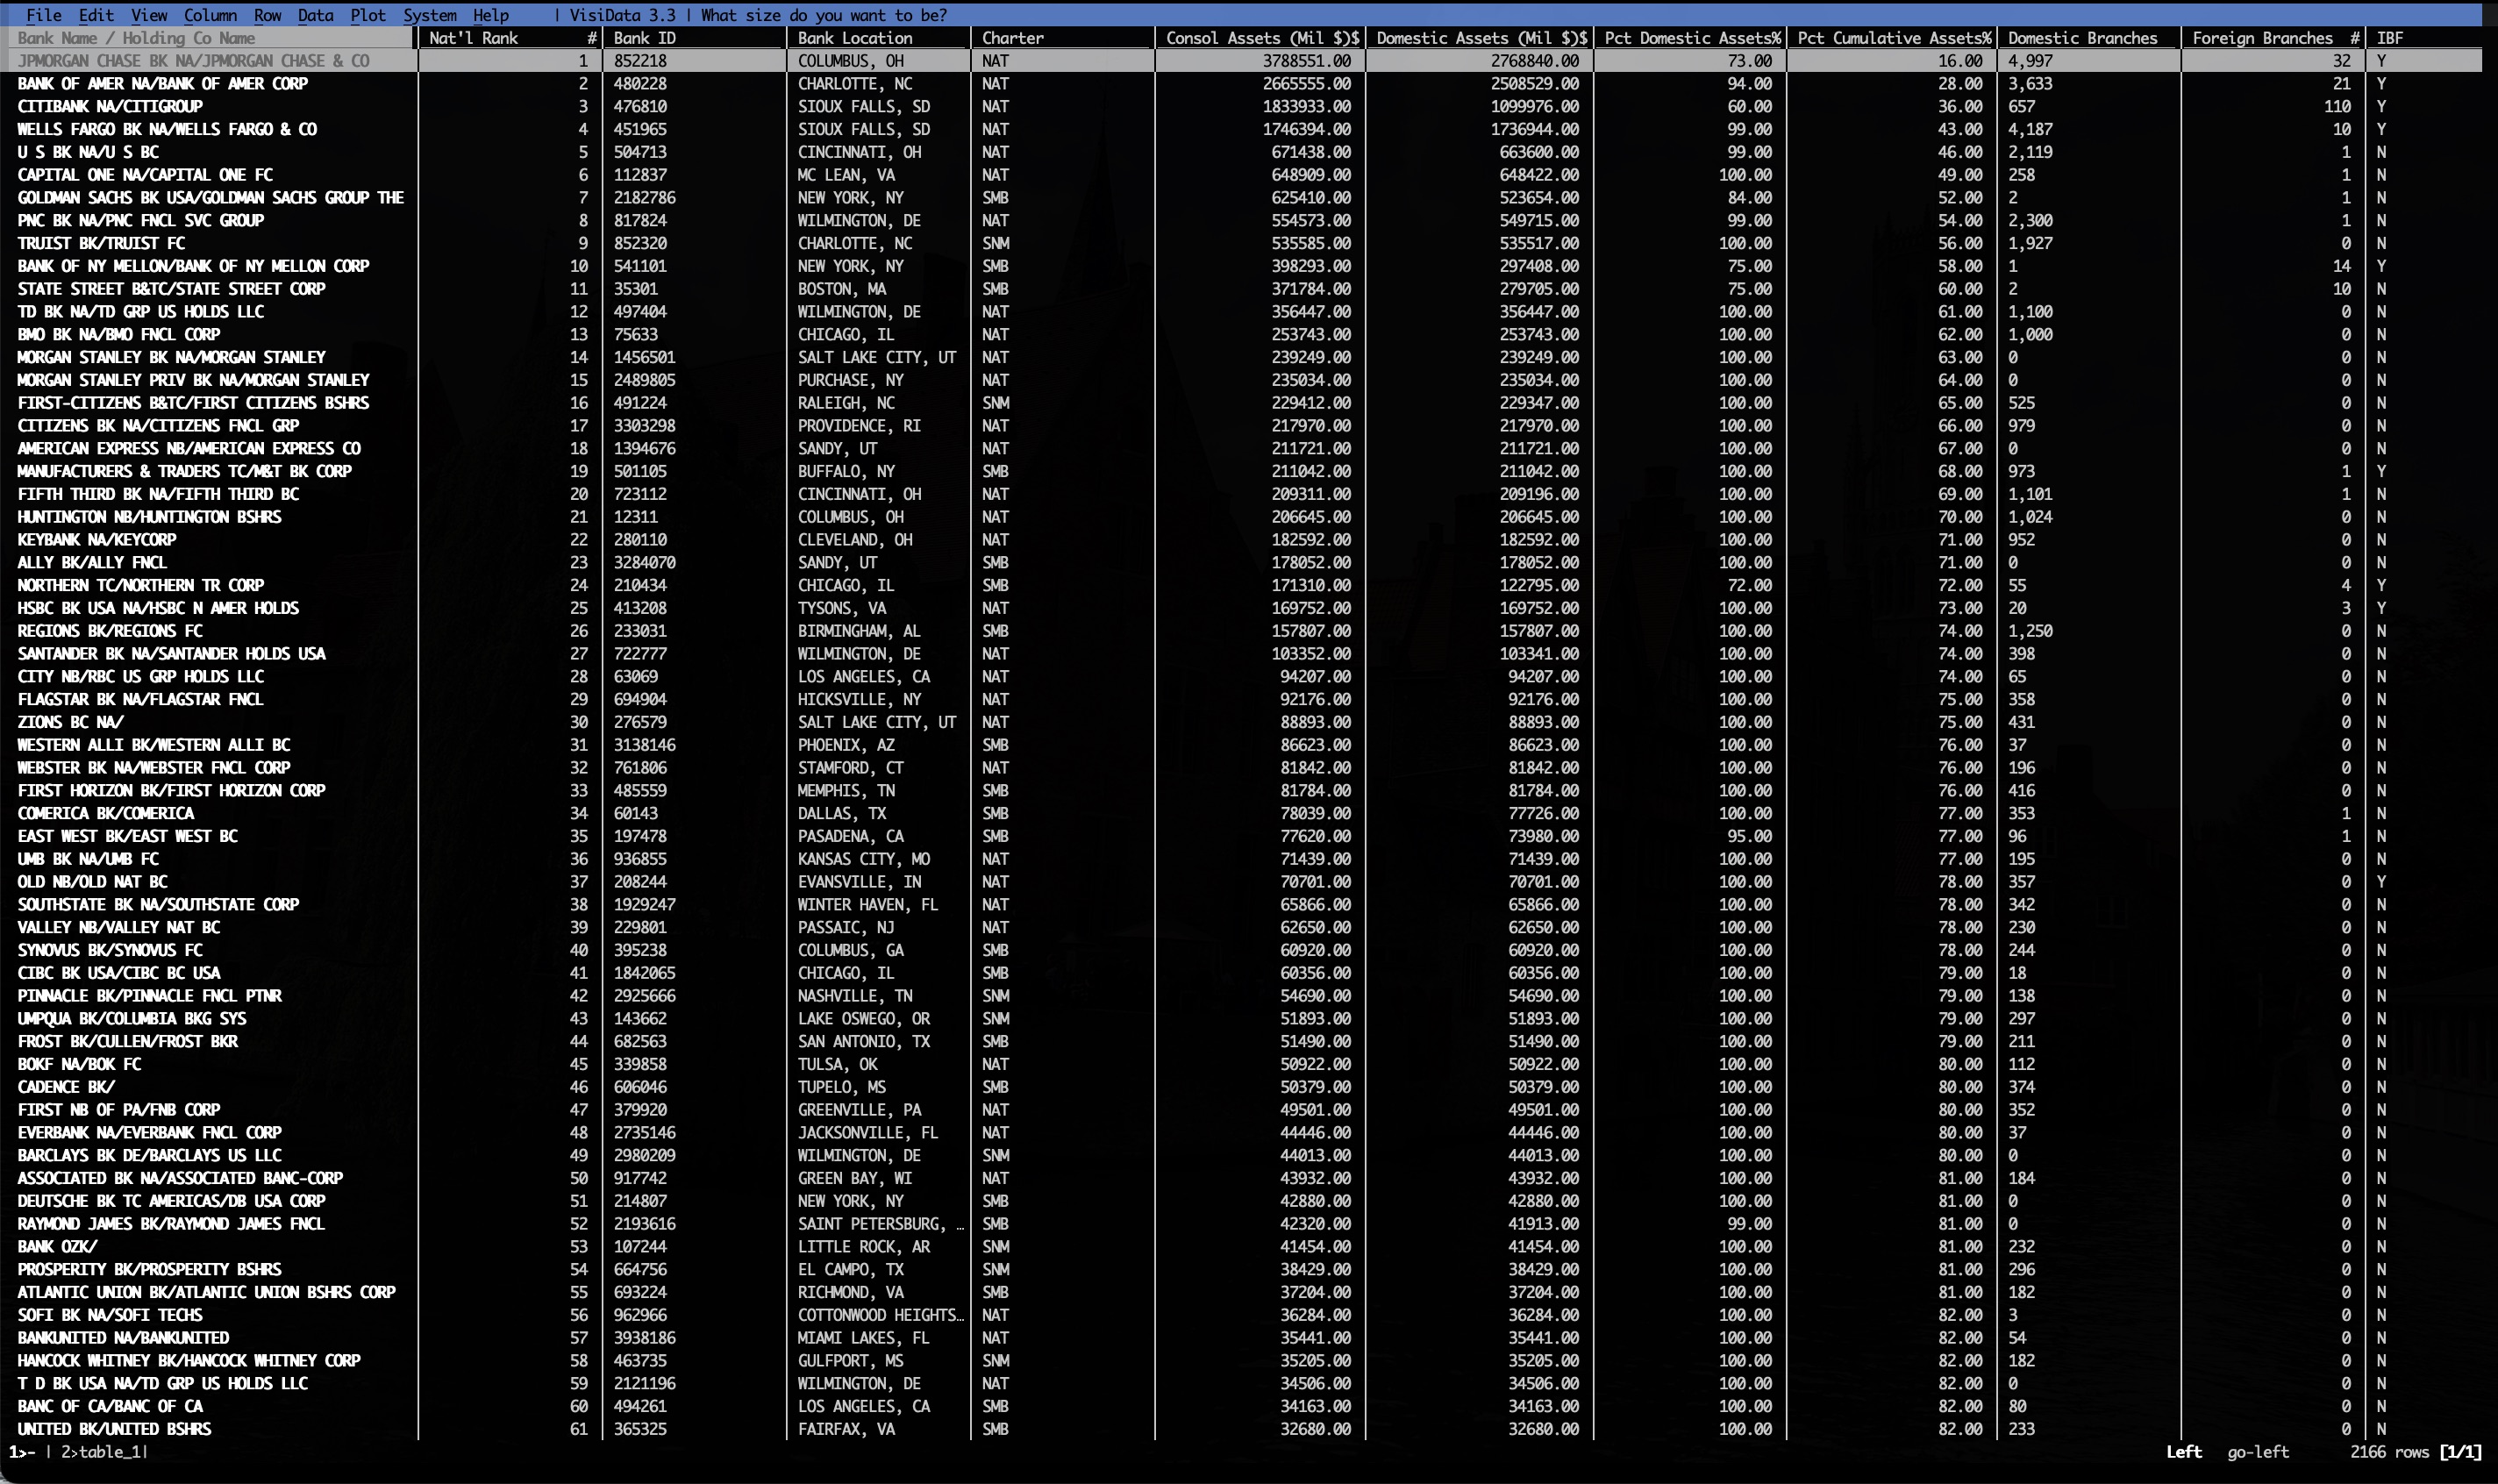 File Edit View Column Row Data Plot System Help | VisiData 3.3 | What size do you want to be?
Bank Name / Holding Co Name Nat'l Rank # Bank ID Bank Location Charter Consol Assets (Mil $)$ Domestic Assets (Mil $)$ Pct Domestic Assets% Pct Cumulative Assets% Domestic Branches Foreign Branches # IBF
JPMORGAN CHASE BK NA/JPMORGAN CHASE & CO 1 852218 COLUMBUS, OH NAT 3788551.00 2768840.00 73.00 16.00 4,997 32 Y
BANK OF AMER NA/BANK OF AMER CORP 2 480228 CHARLOTTE, NC NAT 2665555.00 2508529.00 94.00 28.00 3,633 21 Y
CITIBANK NA/CITIGROUP 3 476810 SIOUX FALLS, SD NAT 1833933.00 1099976.00 60.00 36.00 657 110 Y
WELLS FARGO BK NA/WELLS FARGO & CO 4 451965 SIOUX FALLS, SD NAT 1746394.00 1736944.00 99.00 43.00 4,187 10 Y
U S BK NA/U S BC 5 504713 CINCINNATI, OH NAT 671438.00 663600.00 99.00 46.00 2,119 1 N
CAPITAL ONE NA/CAPITAL ONE FC 6 112837 MC LEAN, VA NAT 648909.00 648422.00 100.00 49.00 258 1 N
GOLDMAN SACHS BK USA/GOLDMAN SACHS GROUP THE 7 2182786 NEW YORK, NY SMB 625410.00 523654.00 84.00 52.00 2 1 N
PNC BK NA/PNC FNCL SVC GROUP 8 817824 WILMINGTON, DE NAT 554573.00 549715.00 99.00 54.00 2,300 1 N
TRUIST BK/TRUIST FC 9 852320 CHARLOTTE, NC SNM 535585.00 535517.00 100.00 56.00 1,927 0 N
BANK OF NY MELLON/BANK OF NY MELLON CORP 10 541101 NEW YORK, NY SMB 398293.00 297408.00 75.00 58.00 1 14 Y
STATE STREET B&TC/STATE STREET CORP 11 35301 BOSTON, MA SMB 371784.00 279705.00 75.00 60.00 2 10 N
TD BK NA/TD GRP US HOLDS LLC 12 497404 WILMINGTON, DE NAT 356447.00 356447.00 100.00 61.00 1,100 0 N
BMO BK NA/BMO FNCL CORP 13 75633 CHICAGO, IL NAT 253743.00 253743.00 100.00 62.00 1,000 0 N
MORGAN STANLEY BK NA/MORGAN STANLEY 14 1456501 SALT LAKE CITY, UT NAT 239249.00 239249.00 100.00 63.00 0 0 N
MORGAN STANLEY PRIV BK NA/MORGAN STANLEY 15 2489805 PURCHASE, NY NAT 235034.00 235034.00 100.00 64.00 0 0 N
FIRST-CITIZENS B&TC/FIRST CITIZENS BSHRS 16 491224 RALEIGH, NC SNM 229412.00 229347.00 100.00 65.00 525 0 N
CITIZENS BK NA/CITIZENS FNCL GRP 17 3303298 PROVIDENCE, RI NAT 217970.00 217970.00 100.00 66.00 979 0 N
AMERICAN EXPRESS NB/AMERICAN EXPRESS CO 18 1394676 SANDY, UT NAT 211721.00 211721.00 100.00 67.00 0 0 N
MANUFACTURERS & TRADERS TC/M&T BK CORP 19 501105 BUFFALO, NY SMB 211042.00 211042.00 100.00 68.00 973 1 Y
FIFTH THIRD BK NA/FIFTH THIRD BC 20 723112 CINCINNATI, OH NAT 209311.00 209196.00 100.00 69.00 1,101 1 N
HUNTINGTON NB/HUNTINGTON BSHRS 21 12311 COLUMBUS, OH NAT 206645.00 206645.00 100.00 70.00 1,024 0 N
KEYBANK NA/KEYCORP 22 280110 CLEVELAND, OH NAT 182592.00 182592.00 100.00 71.00 952 0 N
ALLY BK/ALLY FNCL 23 3284070 SANDY, UT SMB 178052.00 178052.00 100.00 71.00 0 0 N
NORTHERN TC/NORTHERN TR CORP 24 210434 CHICAGO, IL SMB 171310.00 122795.00 72.00 72.00 55 4 Y
HSBC BK USA NA/HSBC N AMER HOLDS 25 413208 TYSONS, VA NAT 169752.00 169752.00 100.00 73.00 20 3 Y
REGIONS BK/REGIONS FC 26 233031 BIRMINGHAM, AL SMB 157807.00 157807.00 100.00 74.00 1,250 0 N
SANTANDER BK NA/SANTANDER HOLDS USA 27 722777 WILMINGTON, DE NAT 103352.00 103341.00 100.00 74.00 398 0 N
CITY NB/RBC US GRP HOLDS LLC 28 63069 LOS ANGELES, CA NAT 94207.00 94207.00 100.00 74.00 65 0 N
FLAGSTAR BK NA/FLAGSTAR FNCL 29 694904 HICKSVILLE, NY NAT 92176.00 92176.00 100.00 75.00 358 0 N
ZIONS BC NA/ 30 276579 SALT LAKE CITY, UT NAT 88893.00 88893.00 100.00 75.00 431 0 N
WESTERN ALLI BK/WESTERN ALLI BC 31 3138146 PHOENIX, AZ SMB 86623.00 86623.00 100.00 76.00 37 0 N
WEBSTER BK NA/WEBSTER FNCL CORP 32 761806 STAMFORD, CT NAT 81842.00 81842.00 100.00 76.00 196 0 N
FIRST HORIZON BK/FIRST HORIZON CORP 33 485559 MEMPHIS, TN SMB 81784.00 81784.00 100.00 76.00 416 0 N
COMERICA BK/COMERICA 34 60143 DALLAS, TX SMB 78039.00 77726.00 100.00 77.00 353 1 N
EAST WEST BK/EAST WEST BC 35 197478 PASADENA, CA SMB 77620.00 73980.00 95.00 77.00 96 1 N
UMB BK NA/UMB FC 36 936855 KANSAS CITY, MO NAT 71439.00 71439.00 100.00 77.00 195 0 N
OLD NB/OLD NAT BC 37 208244 EVANSVILLE, IN NAT 70701.00 70701.00 100.00 78.00 357 0 Y
SOUTHSTATE BK NA/SOUTHSTATE CORP 38 1929247 WINTER HAVEN, FL NAT 65866.00 65866.00 100.00 78.00 342 0 N
VALLEY NB/VALLEY NAT BC 39 229801 PASSAIC, NJ NAT 62650.00 62650.00 100.00 78.00 230 0 N
SYNOVUS BK/SYNOVUS FC 40 395238 COLUMBUS, GA SMB 60920.00 60920.00 100.00 78.00 244 0 N
CIBC BK USA/CIBC BC USA 41 1842065 CHICAGO, IL SMB 60356.00 60356.00 100.00 79.00 18 0 N
PINNACLE BK/PINNACLE FNCL PTNR 42 2925666 NASHVILLE, TN SNM 54690.00 54690.00 100.00 79.00 138 0 N
UMPQUA BK/COLUMBIA BKG SYS 43 143662 LAKE OSWEGO, OR SNM 51893.00 51893.00 100.00 79.00 297 0 N
FROST BK/CULLEN/FROST BKR 44 682563 SAN ANTONIO, TX SMB 51490.00 51490.00 100.00 79.00 211 0 N
BOKF NA/BOK FC 45 339858 TULSA, OK NAT 50922.00 50922.00 100.00 80.00 112 0 N
CADENCE BK/ 46 606046 TUPELO, MS SMB 50379.00 50379.00 100.00 80.00 374 0 N
FIRST NB OF PA/FNB CORP 47 379920 GREENVILLE, PA NAT 49501.00 49501.00 100.00 80.00 352 0 N
EVERBANK NA/EVERBANK FNCL CORP 48 2735146 JACKSONVILLE, FL NAT 44446.00 44446.00 100.00 80.00 37 0 N
BARCLAYS BK DE/BARCLAYS US LLC 49 2980209 WILMINGTON, DE SNM 44013.00 44013.00 100.00 80.00 0 0 N
ASSOCIATED BK NA/ASSOCIATED BANC-CORP 50 917742 GREEN BAY, WI NAT 43932.00 43932.00 100.00 81.00 184 0 N
DEUTSCHE BK TC AMERICAS/DB USA CORP 51 214807 NEW YORK, NY SMB 42880.00 42880.00 100.00 81.00 0 0 N
RAYMOND JAMES BK/RAYMOND JAMES FNCL 52 2193616 SAINT PETERSBURG, … SMB 42320.00 41913.00 99.00 81.00 0 0 N
BANK OZK/ 53 107244 LITTLE ROCK, AR SNM 41454.00 41454.00 100.00 81.00 232 0 N
PROSPERITY BK/PROSPERITY BSHRS 54 664756 EL CAMPO, TX SNM 38429.00 38429.00 100.00 81.00 296 0 N
ATLANTIC UNION BK/ATLANTIC UNION BSHRS CORP 55 693224 RICHMOND, VA SMB 37204.00 37204.00 100.00 81.00 182 0 N
SOFI BK NA/SOFI TECHS 56 962966 COTTONWOOD HEIGHTS… NAT 36284.00 36284.00 100.00 82.00 3 0 N
BANKUNITED NA/BANKUNITED 57 3938186 MIAMI LAKES, FL NAT 35441.00 35441.00 100.00 82.00 54 0 N
HANCOCK WHITNEY BK/HANCOCK WHITNEY CORP 58 463735 GULFPORT, MS SNM 35205.00 35205.00 100.00 82.00 182 0 N
T D BK USA NA/TD GRP US HOLDS LLC 59 2121196 WILMINGTON, DE NAT 34506.00 34506.00 100.00 82.00 0 0 N
BANC OF CA/BANC OF CA 60 494261 LOS ANGELES, CA SMB 34163.00 34163.00 100.00 82.00 80 0 N
UNITED BK/UNITED BSHRS 61 365325 FAIRFAX, VA SMB 32680.00 32680.00 100.00 82.00 233 0 N
1>- | 2>table_1| Left go-left 2166 rows [1/1]